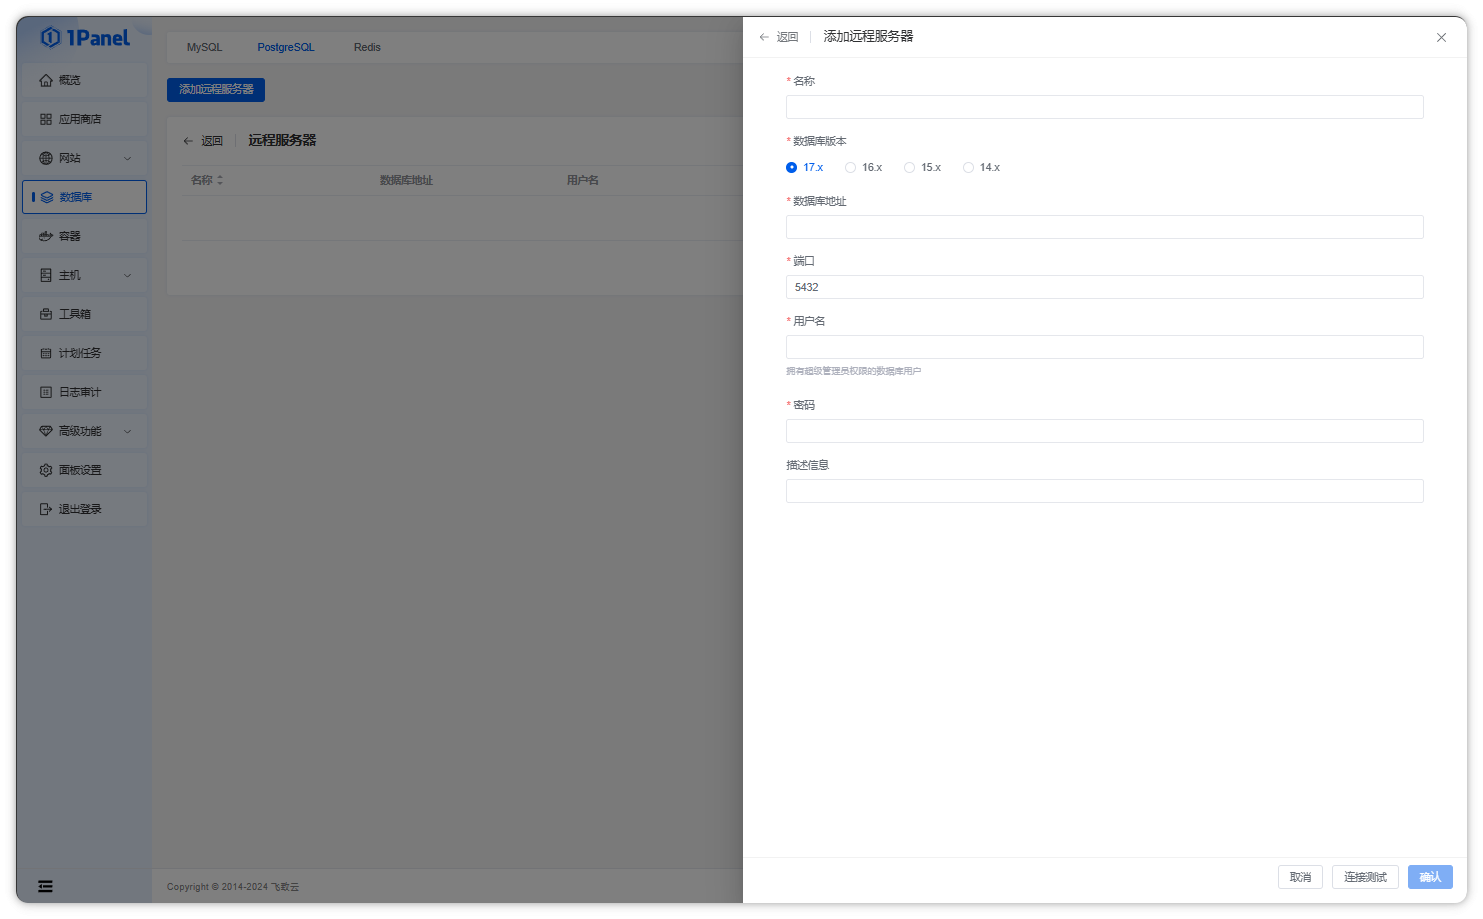 1Panel
概览
应用商店
网站
数据库
容器
主机
工具箱
计划任务
日志审计
高级功能
面板设置
退出登录
MySQL PostgreSQL Redis
添加远程服务器
返回 远程服务器
名称 数据库地址 用户名
Copyright © 2014-2024 飞致云
返回 添加远程服务器
* 名称
* 数据库版本
17.x 16.x 15.x 14.x
* 数据库地址
* 端口
5432
* 用户名
拥有超级管理员权限的数据库用户
* 密码
描述信息
取消 连接测试 确认